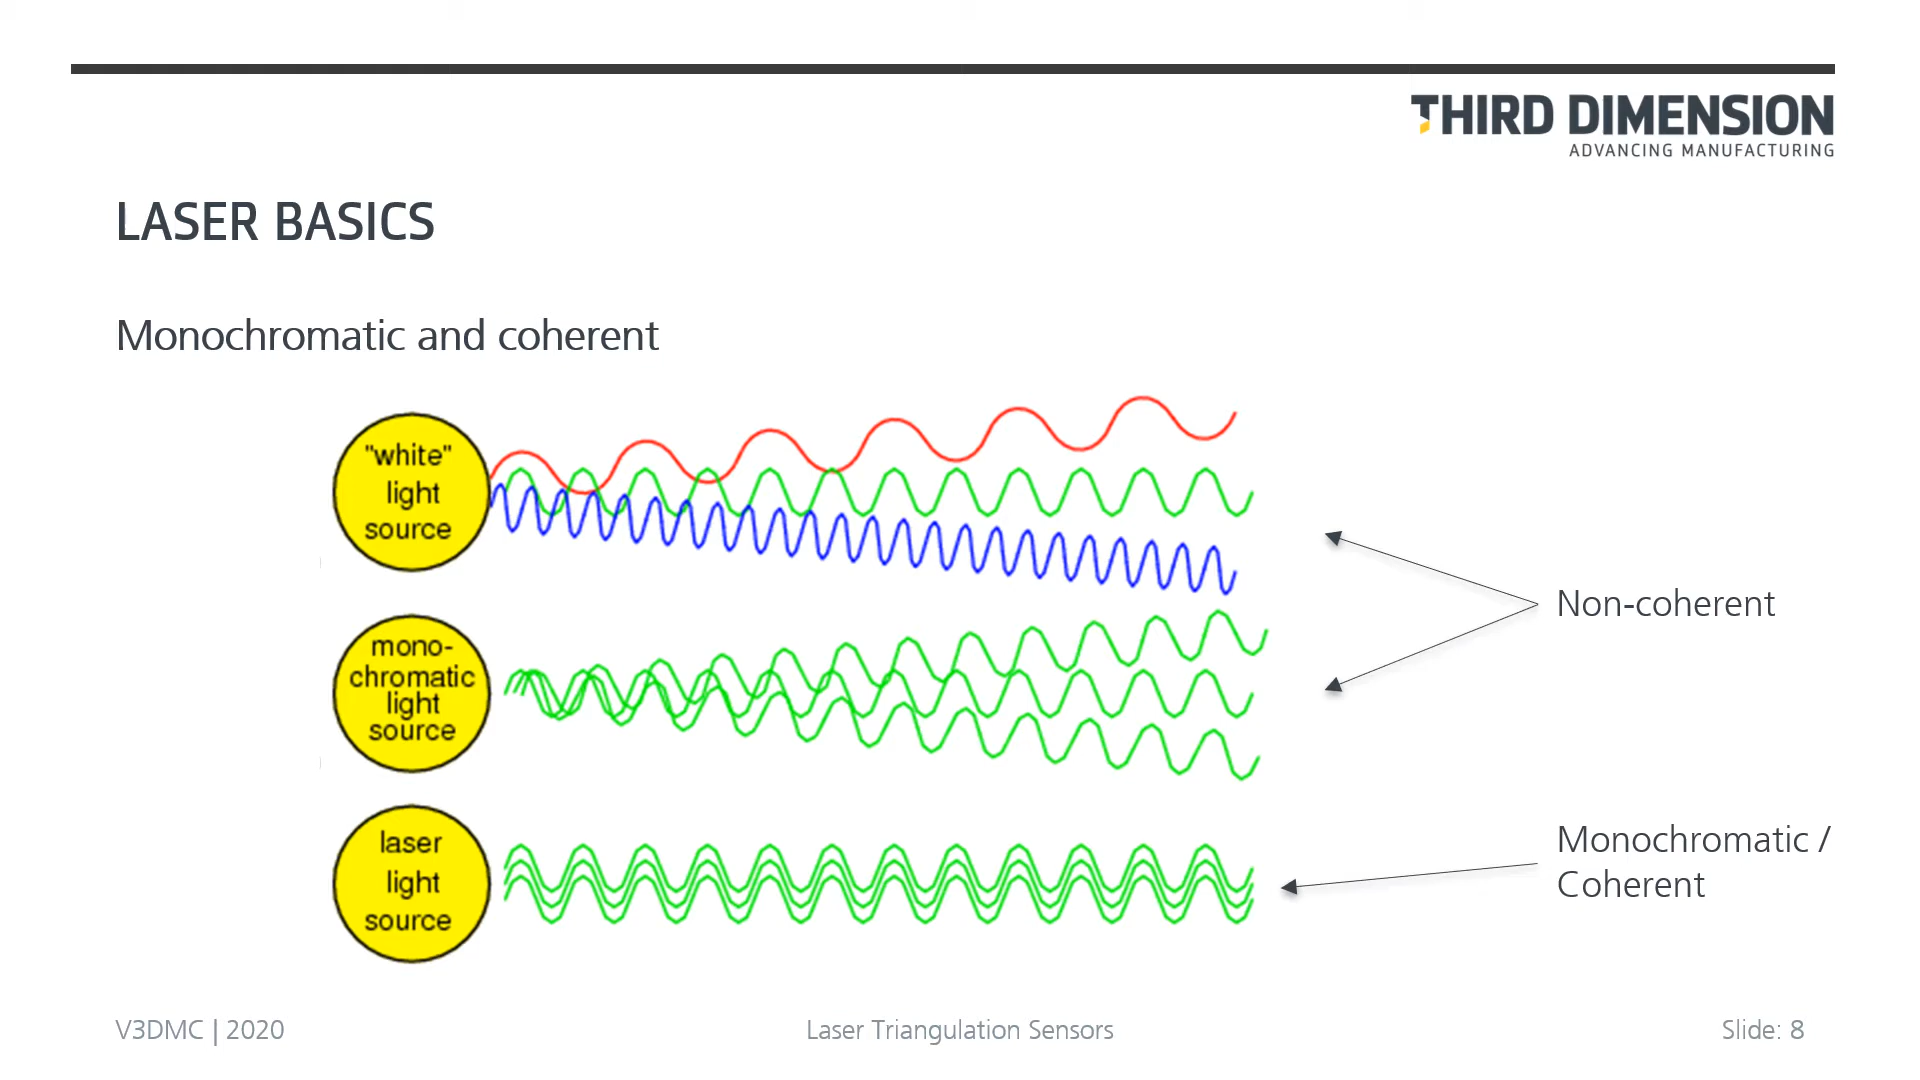 THIRD DIMENSION
ADVANCING MANUFACTURING
LASER BASICS
Monochromatic and coherent
"white"
light
source
Non-coherent
mono-
chromatic
light
source
laser
light
source
Monochromatic /
Coherent
V3DMC | 2020
Laser Triangulation Sensors
Slide: 8